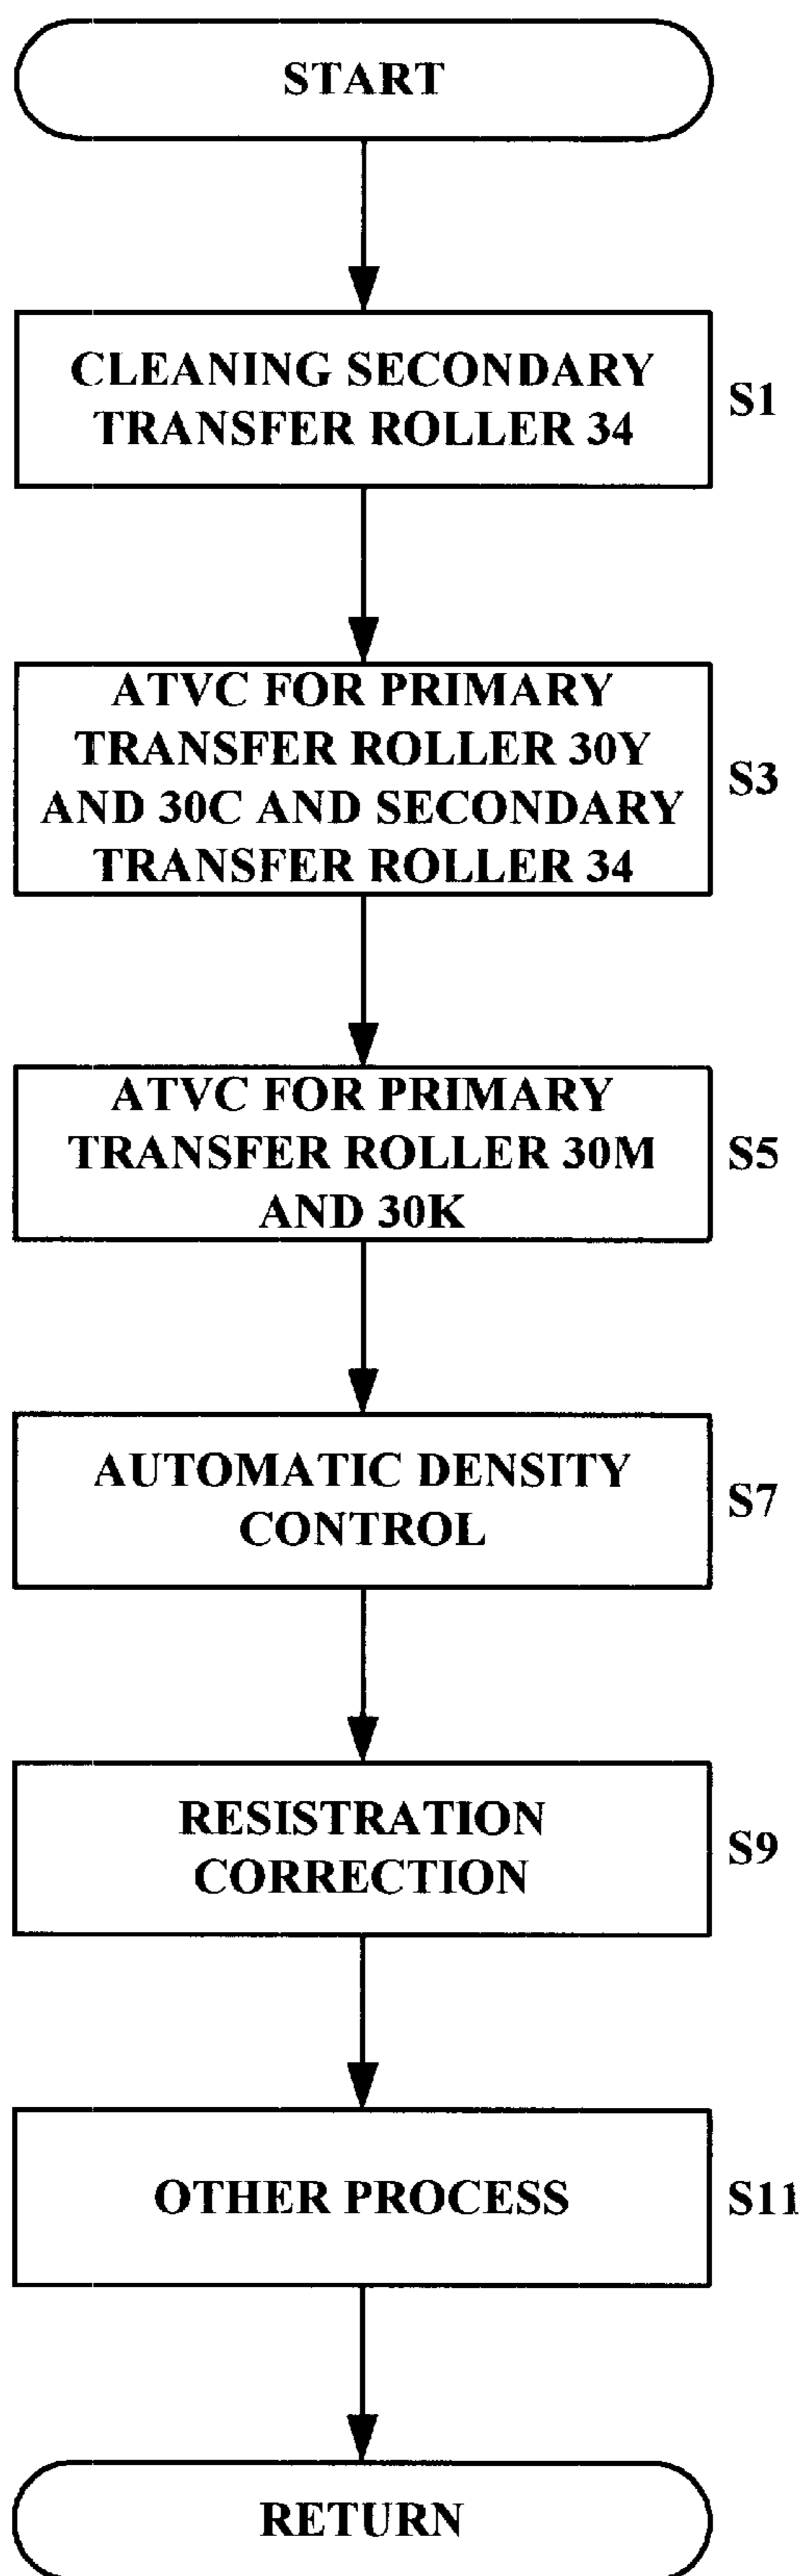 START
CLEANING SECONDARY
TRANSFER ROLLER 34
S1
ATVC FOR PRIMARY
TRANSFER ROLLER 30Y
AND 30C AND SECONDARY
TRANSFER ROLLER 34
S3
ATVC FOR PRIMARY
TRANSFER ROLLER 30M
AND 30K
S5
AUTOMATIC DENSITY
CONTROL
S7
RESISTRATION
CORRECTION
S9
OTHER PROCESS
S11
RETURN